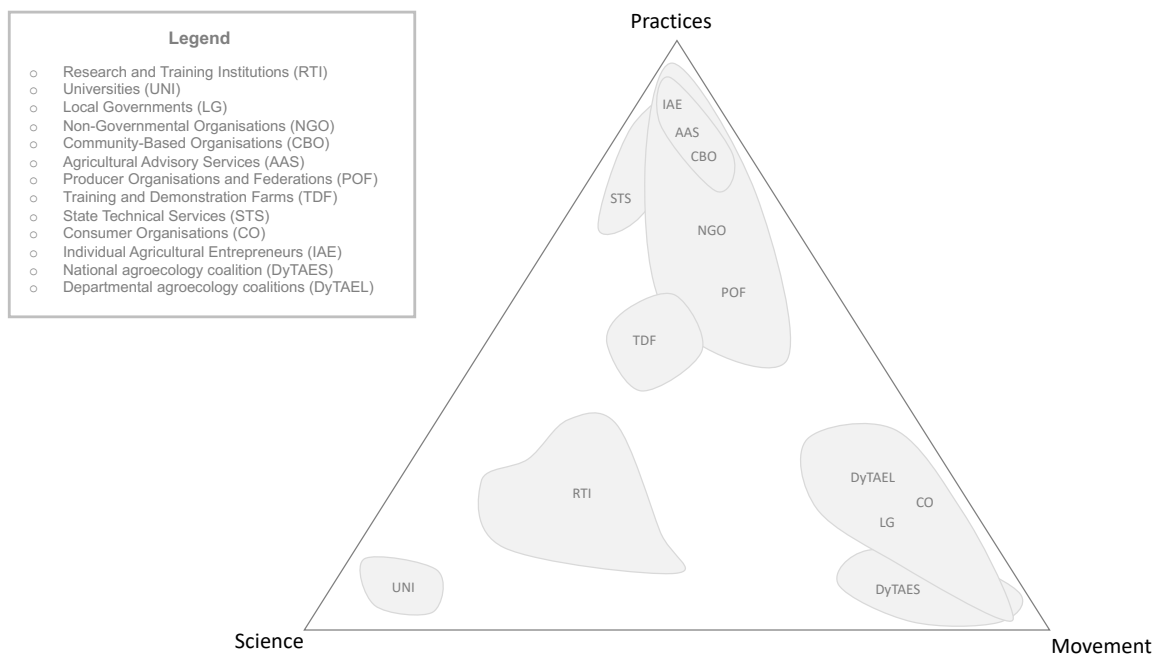 Practices
Legend
Research and Training Institutions (RTI)
Universities (UNI)
Local Governments (LG)
Non-Governmental Organisations (NGO)
Community-Based Organisations (CBO)
Agricultural Advisory Services (AAS)
Producer Organisations and Federations (POF)
Training and Demonstration Farms (TDF)
State Technical Services (STS)
Consumer Organisations (CO)
Individual Agricultural Entrepreneurs (IAE)
National agroecology coalition (DyTAES)
Departmental agroecology coalitions (DyTAEL)
IAE
AAS
CBO
STS
NGO
POF
TDF
RTI
DyTAEL
CO
LG
UNI
DyTAES
Science
Movement